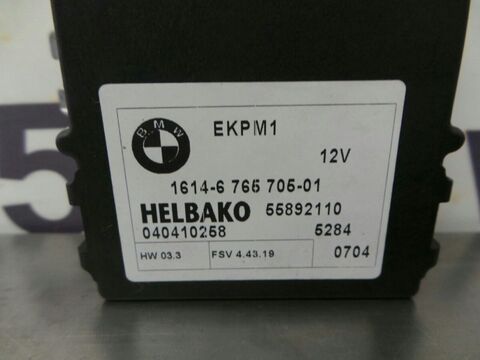 BMW
EKPM1
12V
1614-6 765 705-01
HELBAKO 55892110
040410258 5284
HW 03.3 FSV 4.43.19 0704